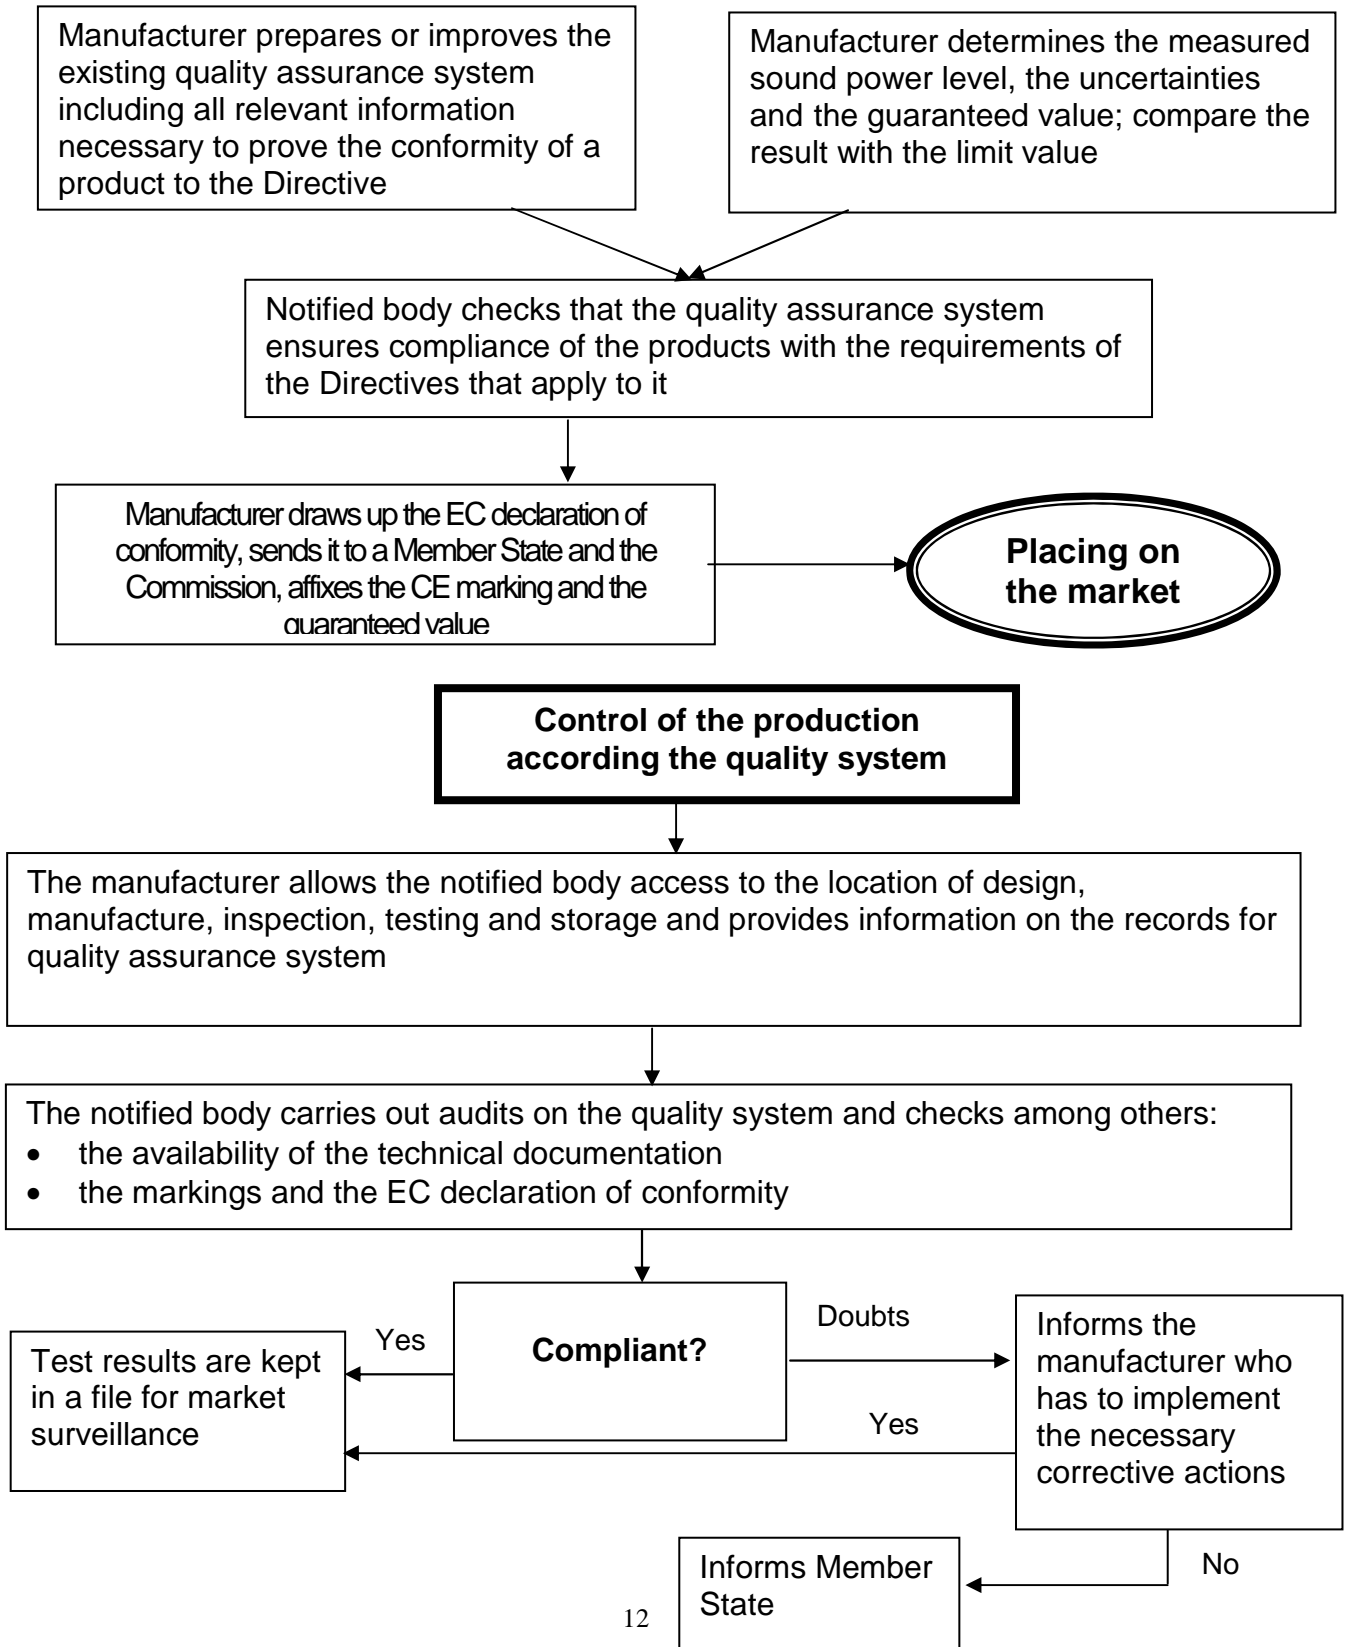 Manufacturer prepares or improves the
existing quality assurance system
including all relevant information
necessary to prove the conformity of a
product to the Directive
Manufacturer determines the measured
sound power level, the uncertainties
and the guaranteed value; compare the
result with the limit value
Notified body checks that the quality assurance system
ensures compliance of the products with the requirements of
the Directives that apply to it
Manufacturer draws up the EC declaration of
conformity, sends it to a Member State and the
Commission, affixes the CE marking and the
guaranteed value
Placing on
the market
Control of the production
according the quality system
The manufacturer allows the notified body access to the location of design,
manufacture, inspection, testing and storage and provides information on the records for
quality assurance system
The notified body carries out audits on the quality system and checks among others:
• the availability of the technical documentation
• the markings and the EC declaration of conformity
Compliant?
Yes
Doubts
Test results are kept
in a file for market
surveillance
Informs the
manufacturer who
has to implement
the necessary
corrective actions
Yes
No
Informs Member
State
12